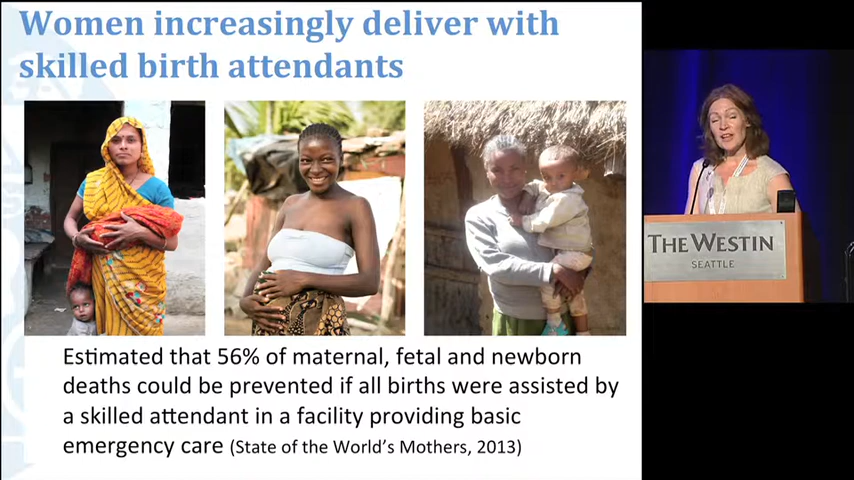 Women increasingly deliver with
skilled birth attendants
Estimated that 56% of maternal, fetal and newborn
deaths could be prevented if all births were assisted by
a skilled attendant in a facility providing basic
emergency care (State of the World's Mothers, 2013)
THE WESTIN
SEATTLE